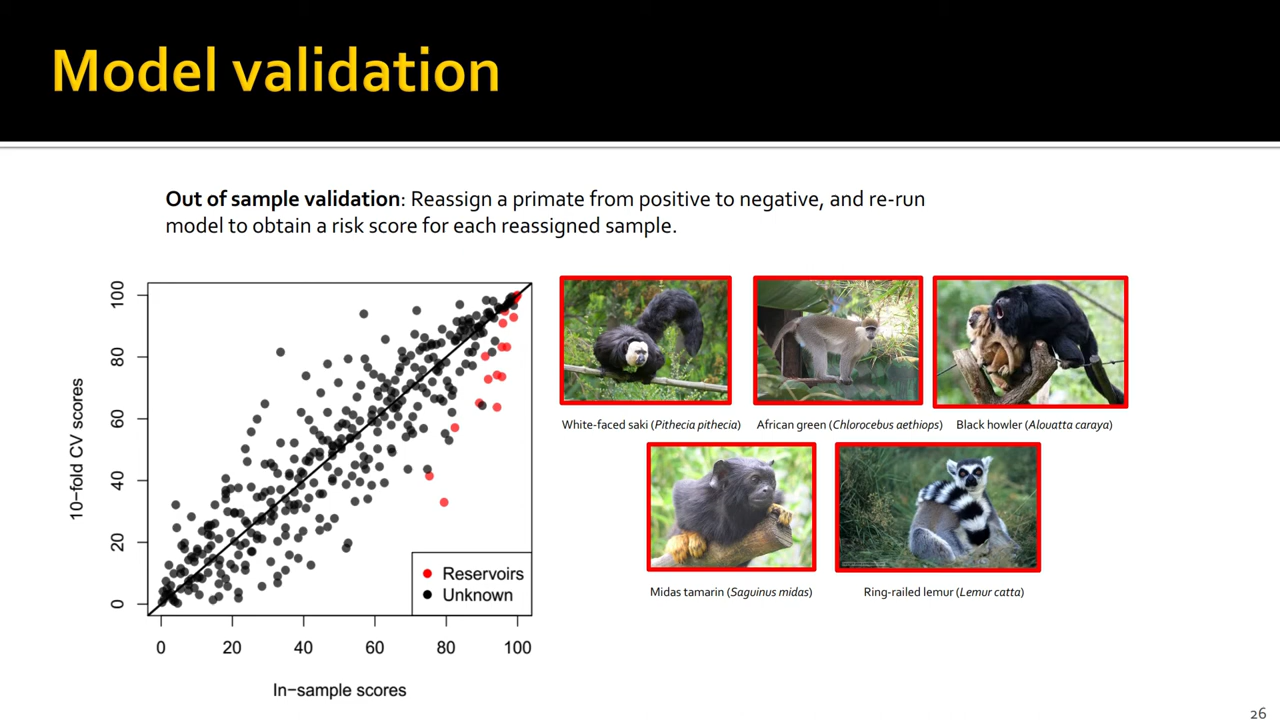 Model validation
Out of sample validation: Reassign a primate from positive to negative, and re-run
model to obtain a risk score for each reassigned sample.
10-fold CV scores
100
80
60
40
20
0
0 20 40 60 80 100
In-sample scores
Reservoirs
Unknown
White-faced saki (Pithecia pithecia)
African green (Chlorocebus aethiops)
Black howler (Alouatta caraya)
Midas tamarin (Saguinus midas)
Ring-railed lemur (Lemur catta)
26